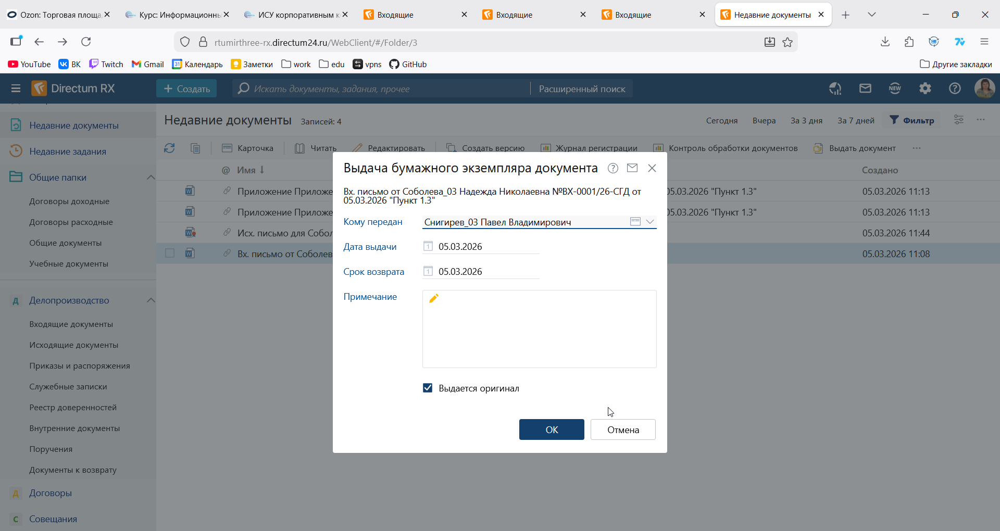 Ozon: Торговая площа
Курс: Информационн
ИСУ корпоративным к
Входящие
Входящие
Входящие
Недавние документы
rtumirthree-rx.directum24.ru/WebClient/#/Folder/3
YouTube
ВК
Twitch
Gmail
31 Календарь
Заметки
work
edu
vpns
GitHub
Другие закладки
Directum RX
Создать
Искать документы, задания, прочее
Расширенный поиск
NEW
Недавние документы
Недавние задания
Общие папки
Договоры доходные
Договоры расходные
Общие документы
Учебные документы
Д Делопроизводство
Входящие документы
Исходящие документы
Приказы и распоряжения
Служебные записки
Реестр доверенностей
Внутренние документы
Поручения
Документы к возврату
Д Договоры
С Совещания
Недавние документы Записей: 4
Сегодня Вчера За 3 дня За 7 дней Фильтр
Карточка Читать Редактировать Создать версию Журнал регистрации Контроль обработки документов Выдать документ
@ Имя Создано
Приложение Приложе 05.03.2026 "Пункт 1.3" 05.03.2026 11:13
Приложение Приложе 05.03.2026 "Пункт 1.3" 05.03.2026 11:13
Исх. письмо для Собол 05.03.2026 11:44
Вх. письмо от Соболев 05.03.2026 11:08
Выдача бумажного экземпляра документа
Вх. письмо от Соболева_03 Надежда Николаевна №ВХ-0001/26-СГД от
05.03.2026 "Пункт 1.3"
Кому передан Снигирев_03 Павел Владимирович
Дата выдачи 1 05.03.2026
Срок возврата 1 05.03.2026
Примечание
Выдается оригинал
ОК Отмена